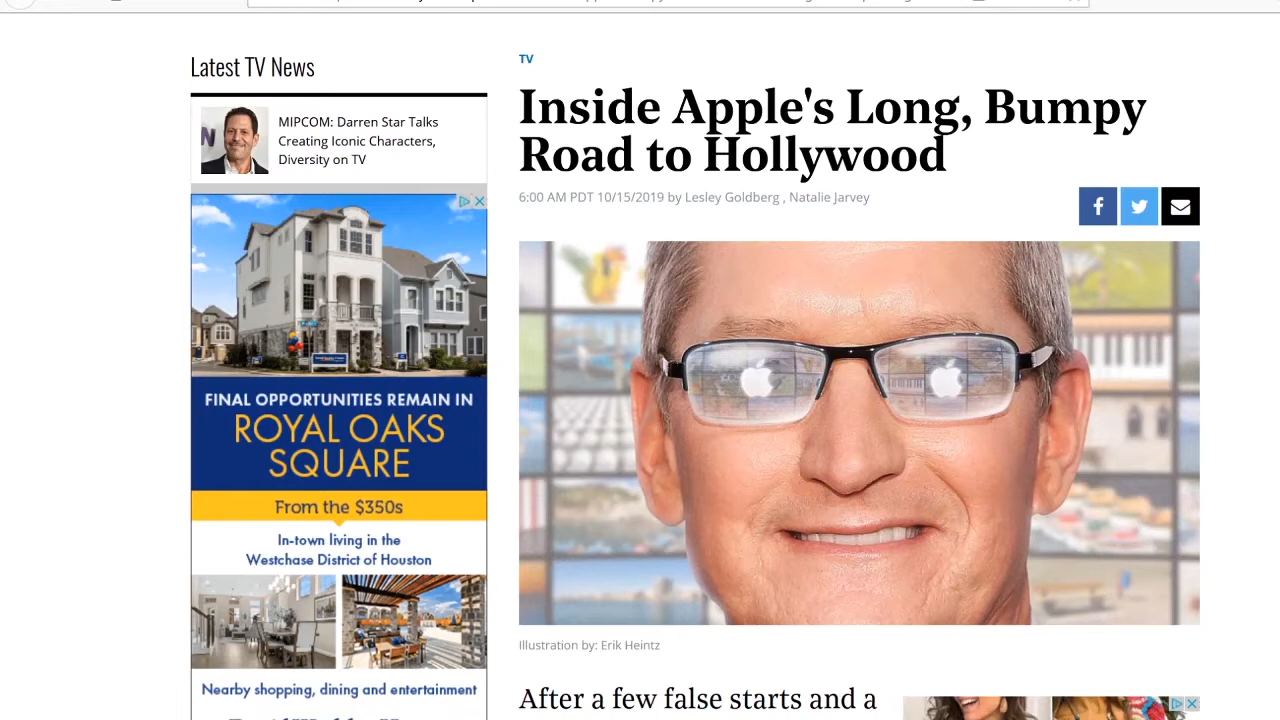 Latest TV News
MIPCOM: Darren Star Talks
Creating Iconic Characters,
Diversity on TV
FINAL OPPORTUNITIES REMAIN IN
ROYAL OAKS
SQUARE
From the $350s
In-town living in the
Westchase District of Houston
Nearby shopping, dining and entertainment
TV
Inside Apple's Long, Bumpy
Road to Hollywood
6:00 AM PDT 10/15/2019 by Lesley Goldberg , Natalie Jarvey
Illustration by: Erik Heintz
After a few false starts and a